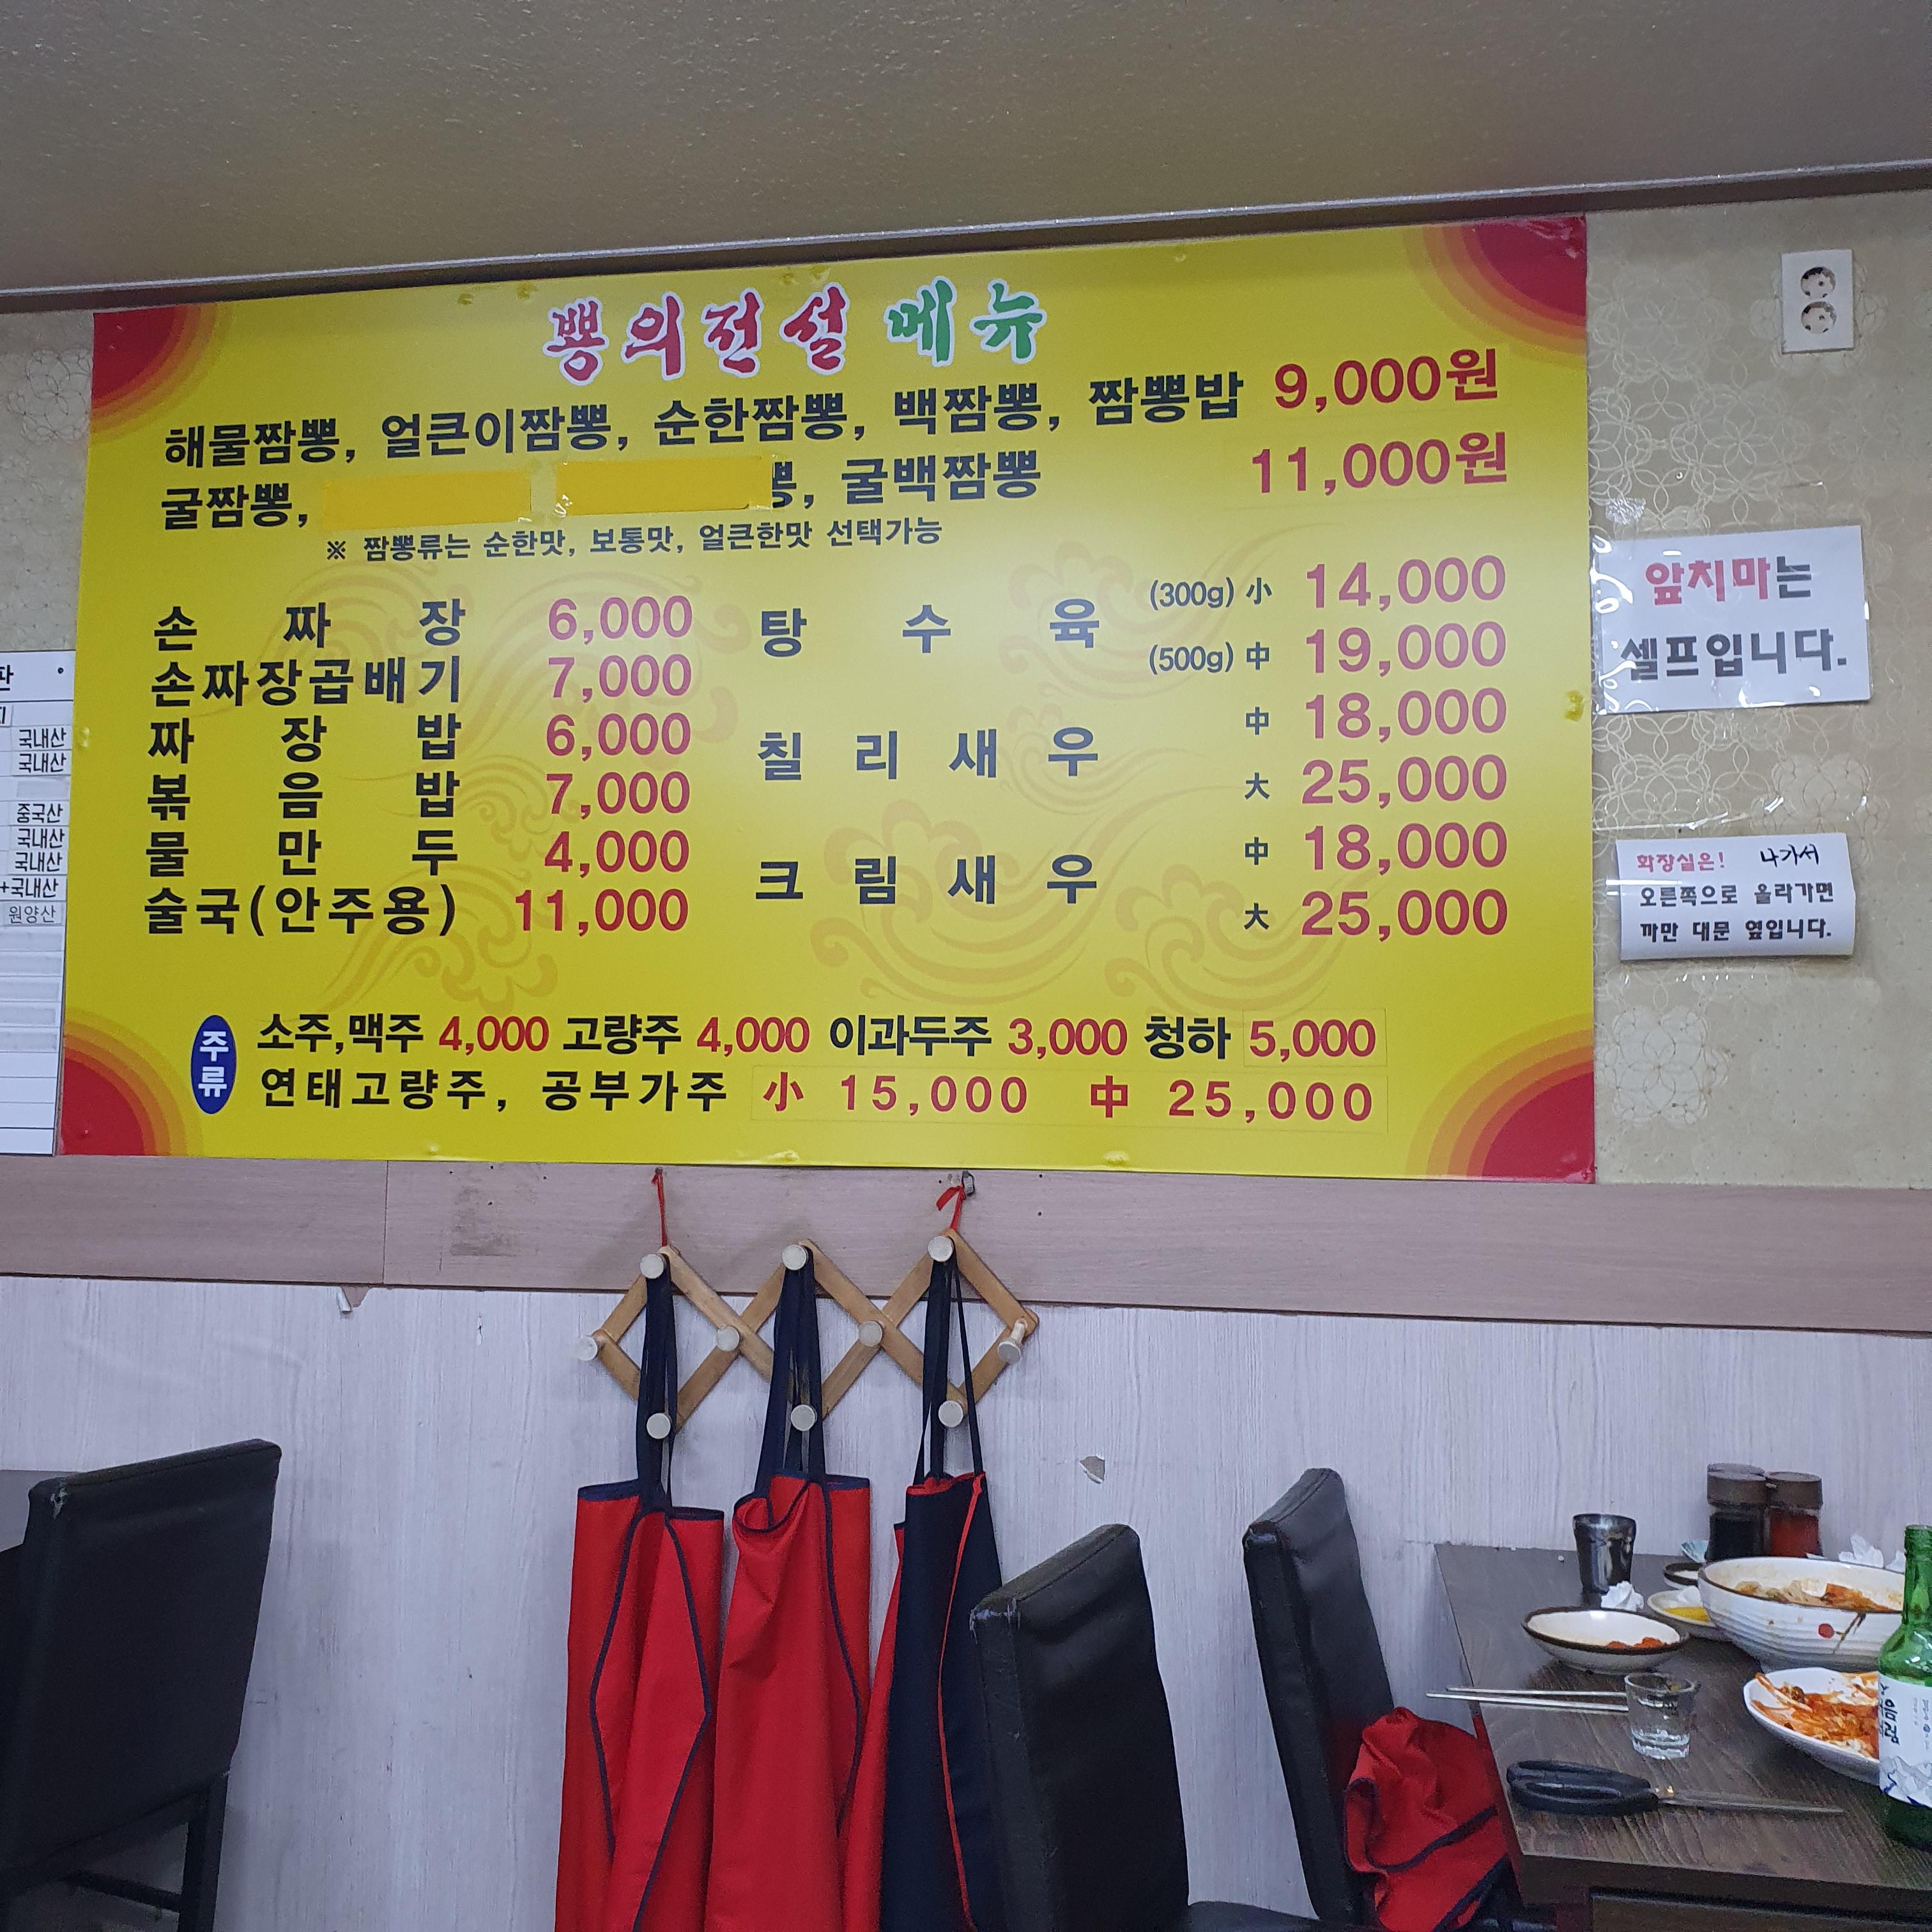 뽕의전설 메뉴
해물짬뽕, 얼큰이짬뽕, 순한짬뽕, 백짬뽕, 짬뽕밥 9,000원
굴짬뽕, 뽕, 굴백짬뽕 11,000원
※ 짬뽕류는 순한맛, 보통맛, 얼큰한맛 선택가능
손짜장 6,000
손짜장곱배기 7,000
짜장밥 6,000
볶음밥 7,000
물만두 4,000
술국(안주용) 11,000
탕수육 (300g) 小 14,000
(500g) 中 19,000
칠리새우 中 18,000
大 25,000
크림새우 中 18,000
大 25,000
주류
소주,맥주 4,000 고량주 4,000 이과두주 3,000 청하 5,000
연태고량주, 공부가주 小 15,000 中 25,000
앞치마는
셀프입니다.
화장실은! 나가서
오른쪽으로 올라가면
까만 대문 옆입니다.
판
국내산
국내산
중국산
국내산
국내산
+국내산
원양산